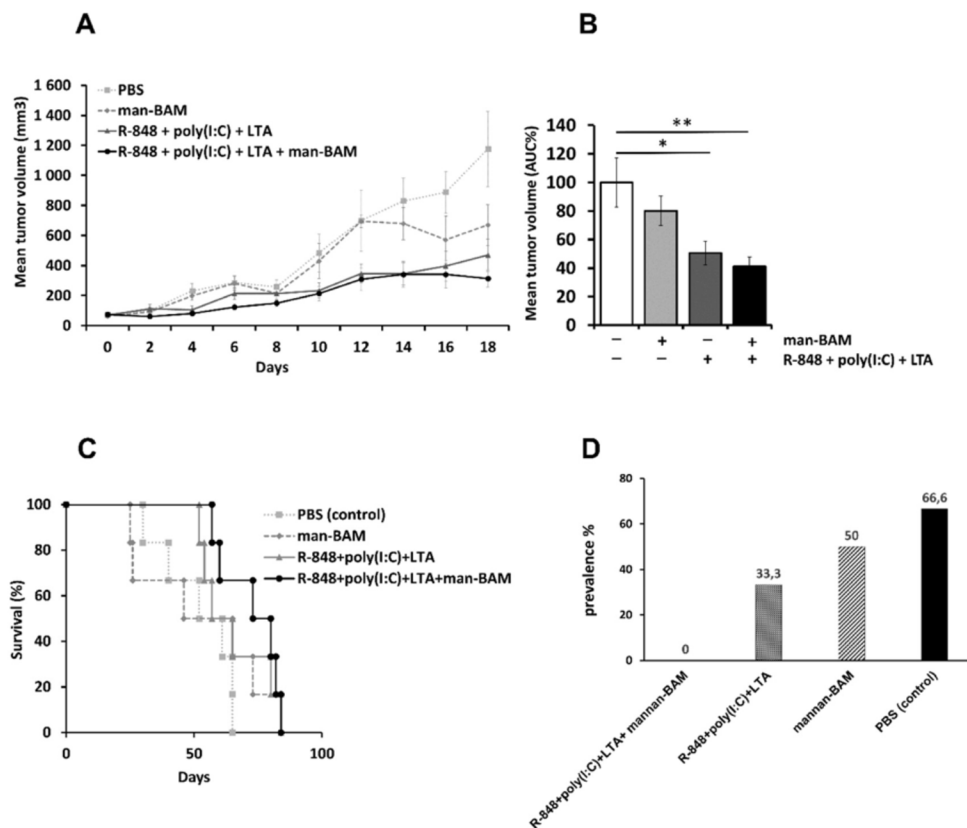 A
Mean tumor volume (mm3)
1 600
1 400
1 200
1 000
800
600
400
200
0
PBS
man-BAM
R-848 + poly(I:C) + LTA
R-848 + poly(I:C) + LTA + man-BAM
0 2 4 6 8 10 12 14 16 18
Days
B
Mean tumor volume (AUC%)
140
120
100
80
60
40
20
0
**
*
− + − + man-BAM
− − + + R-848 + poly(I:C) + LTA
C
Survival (%)
100
80
60
40
20
0
PBS (control)
man-BAM
R-848+poly(I:C)+LTA
R-848+poly(I:C)+LTA+man-BAM
0 50 100
Days
D
prevalence %
80
60
40
20
0
0
33,3
50
66,6
R-848+poly(I:C)+LTA+ mannan-BAM
R-848+poly(I:C)+LTA
mannan-BAM
PBS (control)